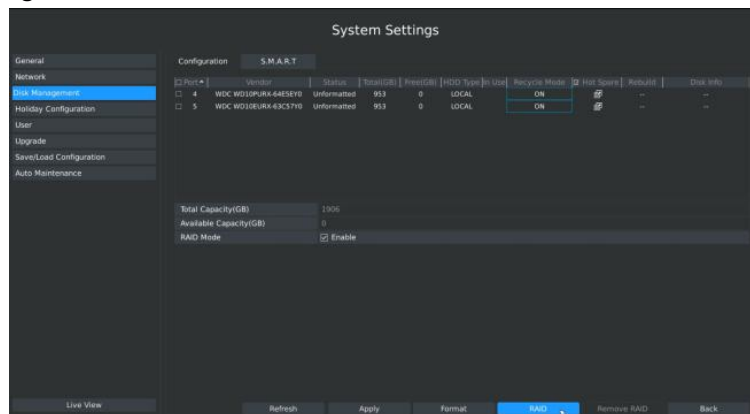 System Settings
General
Configuration S.M.A.R.T
Network
Port Vendor Status Total(GB) Free(GB) HDD Type In Use Recycle Mode Hot Spare Rebuild Disk Info
Disk Management
4 WDC WD10PURX-64E5EY0 Unformatted 953 0 LOCAL ON -- --
Holiday Configuration
5 WDC WD10EURX-63C57Y0 Unformatted 953 0 LOCAL ON -- --
User
Upgrade
Save/Load Configuration
Auto Maintenance
Total Capacity(GB) 1906
Available Capacity(GB) 0
RAID Mode Enable
Live View
Refresh Apply Format RAID Remove RAID Back